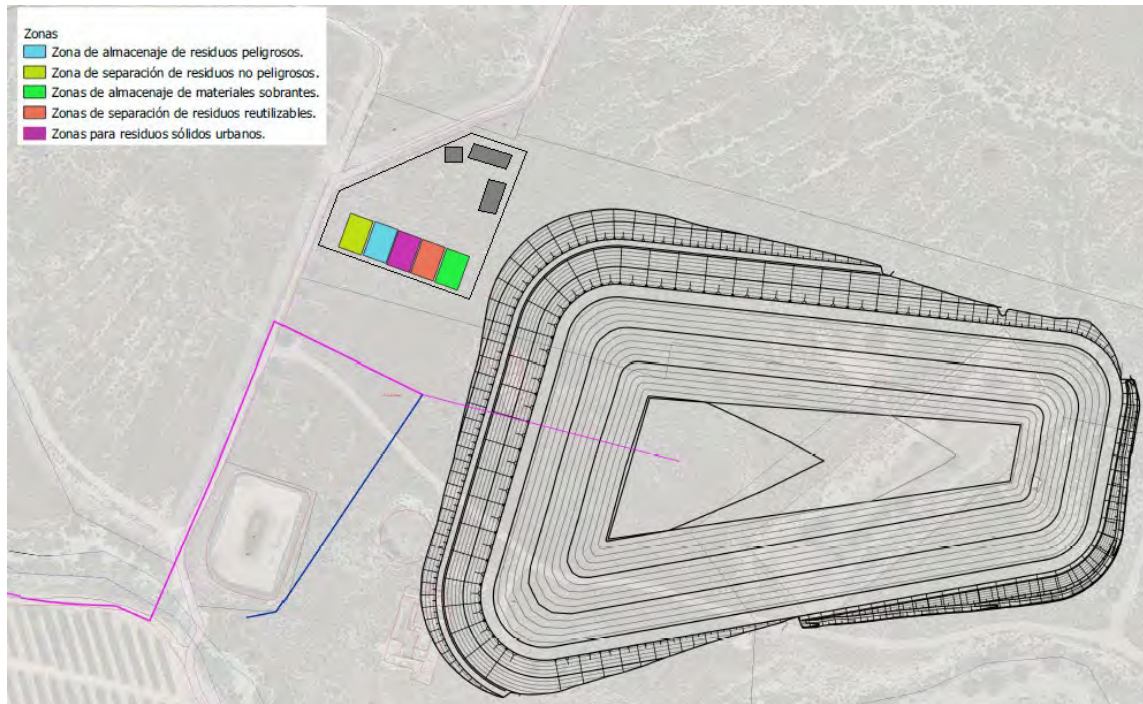 Zonas
Zona de almacenaje de residuos peligrosos.
Zona de separación de residuos no peligrosos.
Zonas de almacenaje de materiales sobrantes.
Zonas de separación de residuos reutilizables.
Zonas para residuos sólidos urbanos.